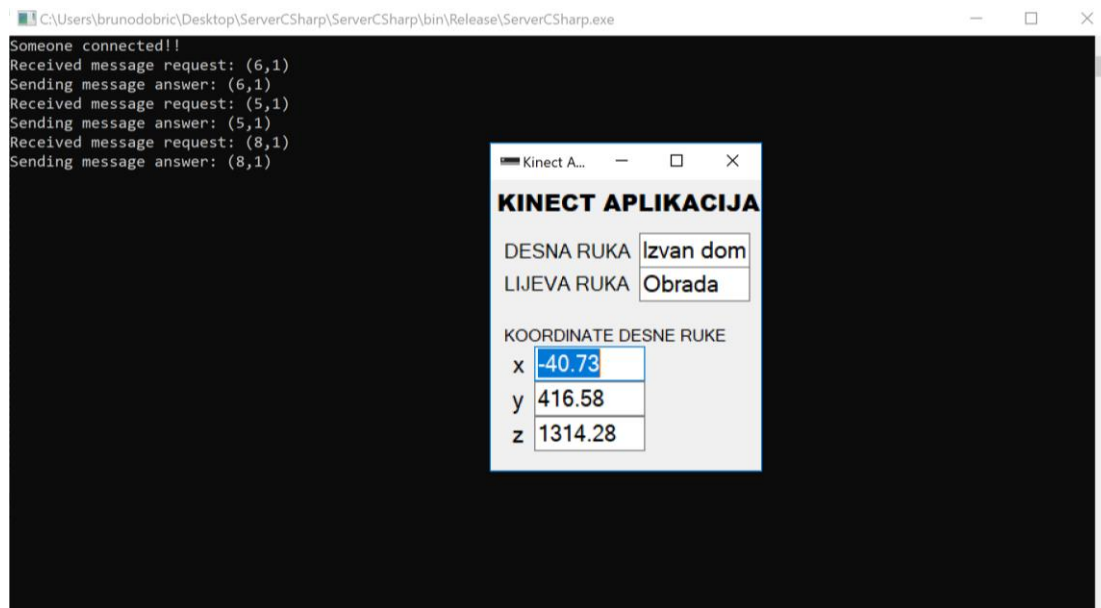 C:\Users\brunodobric\Desktop\ServerCSharp\ServerCSharp\bin\Release\ServerCSharp.exe
Someone connected!!
Received message request: (6,1)
Sending message answer: (6,1)
Received message request: (5,1)
Sending message answer: (5,1)
Received message request: (8,1)
Sending message answer: (8,1)
Kinect A...
KINECT APLIKACIJA
DESNA RUKA Izvan dom
LIJEVA RUKA Obrada
KOORDINATE DESNE RUKE
x -40.73
y 416.58
z 1314.28